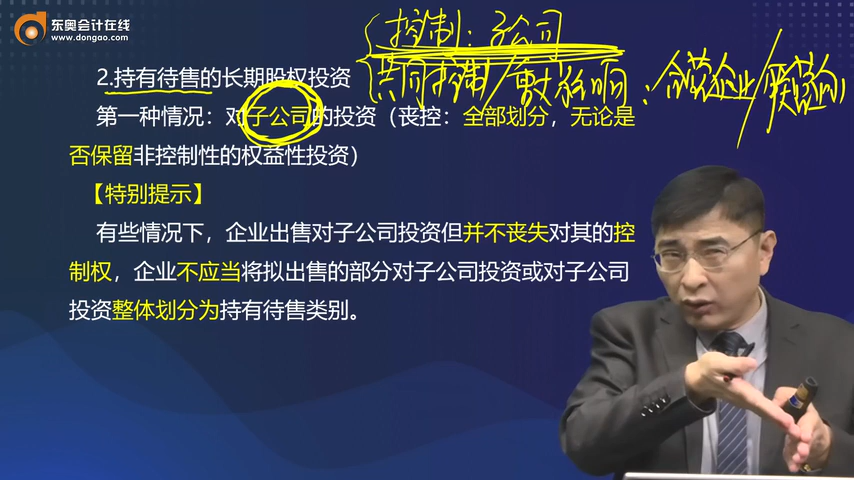 东奥会计在线
www.dongao.com
控制：子公司
共同控制/重大影响：合营企业/联营
2.持有待售的长期股权投资
第一种情况：对子公司的投资（丧控：全部划分，无论是
否保留非控制性的权益性投资）
【特别提示】
有些情况下，企业出售对子公司投资但并不丧失对其的控
制权，企业不应当将拟出售的部分对子公司投资或对子公司
投资整体划分为持有待售类别。